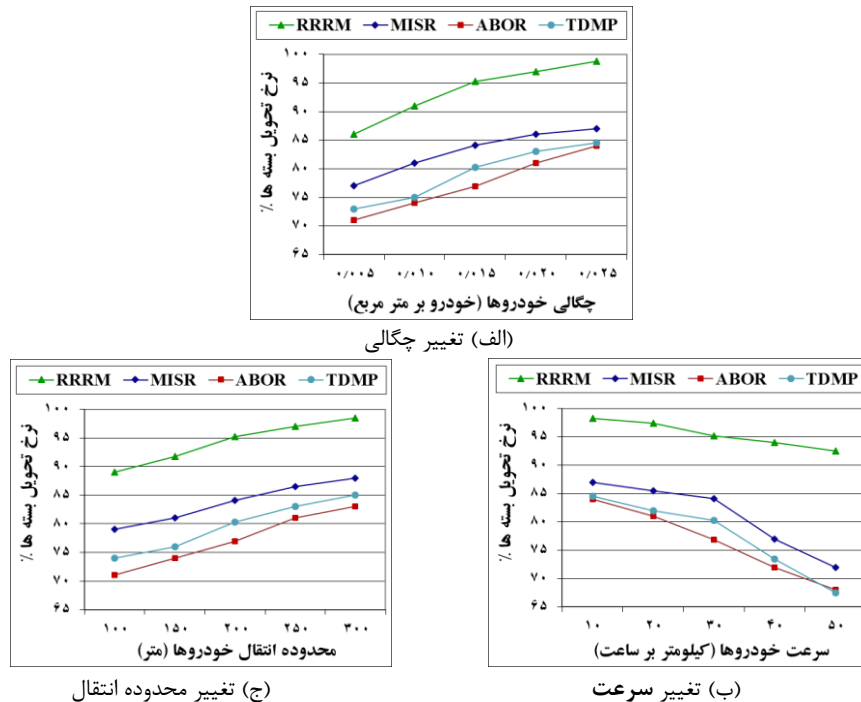 RRRM MISR ABOR TDMP
نرخ تحویل بسته ها %
۱۰۰
۹۵
۹۰
۸۵
۸۰
۷۵
۷۰
۶۵
۰/۰۰۵ ۰/۰۱۰ ۰/۰۱۵ ۰/۰۲۰ ۰/۰۲۵
چگالی خودروها (خودرو بر متر مربع)
(الف) تغییر چگالی
RRRM MISR ABOR TDMP
نرخ تحویل بسته ها %
۱۰۰
۹۵
۹۰
۸۵
۸۰
۷۵
۷۰
۶۵
۱۰ ۲۰ ۳۰ ۴۰ ۵۰
سرعت خودروها (کیلومتر بر ساعت)
(ب) تغییر سرعت
RRRM MISR ABOR TDMP
نرخ تحویل بسته ها %
۱۰۰
۹۵
۹۰
۸۵
۸۰
۷۵
۷۰
۶۵
۱۰۰ ۱۵۰ ۲۰۰ ۲۵۰ ۳۰۰
محدوده انتقال خودروها (متر)
(ج) تغییر محدوده انتقال